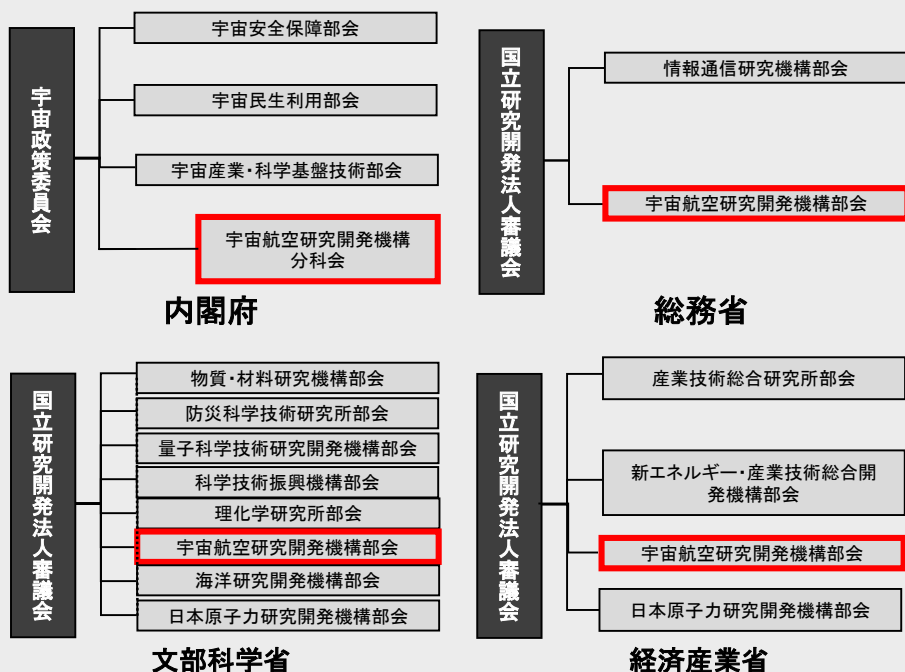 宇宙政策委員会
宇宙安全保障部会
宇宙民生利用部会
宇宙産業・科学基盤技術部会
宇宙航空研究開発機構
分科会
内閣府
国立研究開発法人審議会
情報通信研究機構部会
宇宙航空研究開発機構部会
総務省
国立研究開発法人審議会
物質・材料研究機構部会
防災科学技術研究所部会
量子科学技術研究開発機構部会
科学技術振興機構部会
理化学研究所部会
宇宙航空研究開発機構部会
海洋研究開発機構部会
日本原子力研究開発機構部会
文部科学省
国立研究開発法人審議会
産業技術総合研究所部会
新エネルギー・産業技術総合開
発機構部会
宇宙航空研究開発機構部会
日本原子力研究開発機構部会
経済産業省